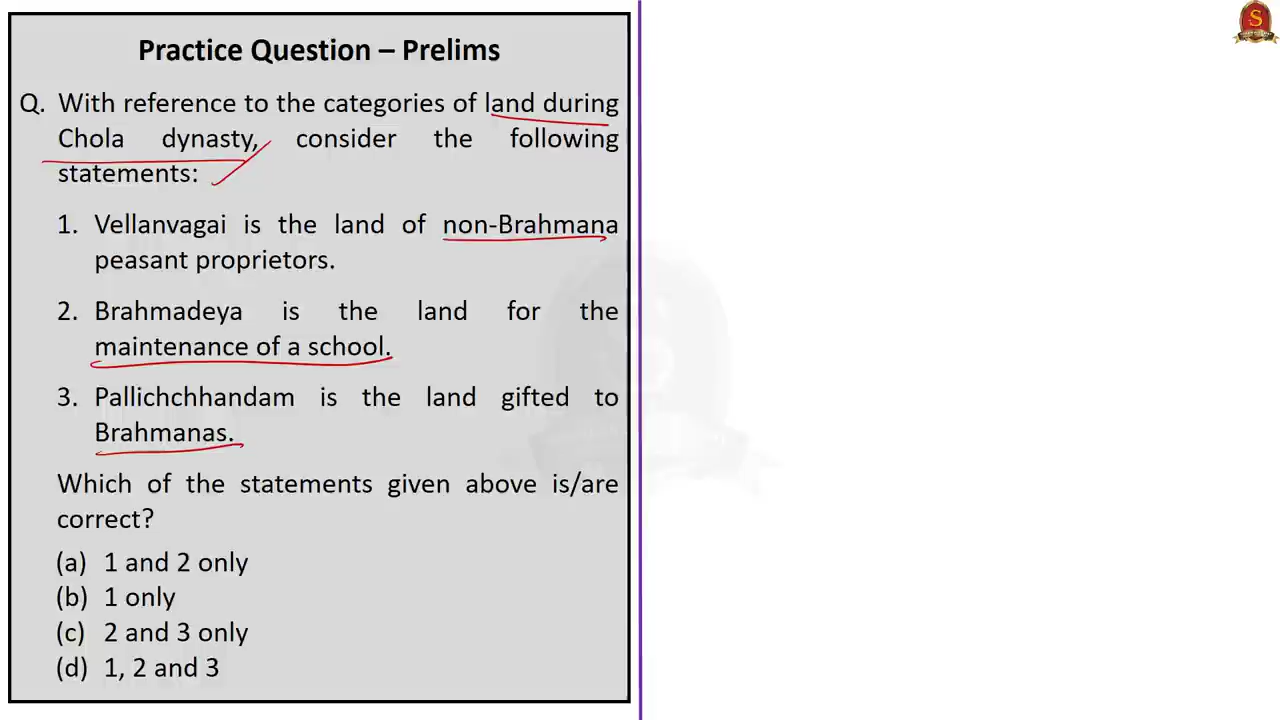 Practice Question – Prelims
Q. With reference to the categories of land during
Chola dynasty, consider the following
statements:
1. Vellanvagai is the land of non-Brahmana
peasant proprietors.
2. Brahmadeya is the land for the
maintenance of a school.
3. Pallichchhandam is the land gifted to
Brahmanas.
Which of the statements given above is/are
correct?
(a) 1 and 2 only
(b) 1 only
(c) 2 and 3 only
(d) 1, 2 and 3
S